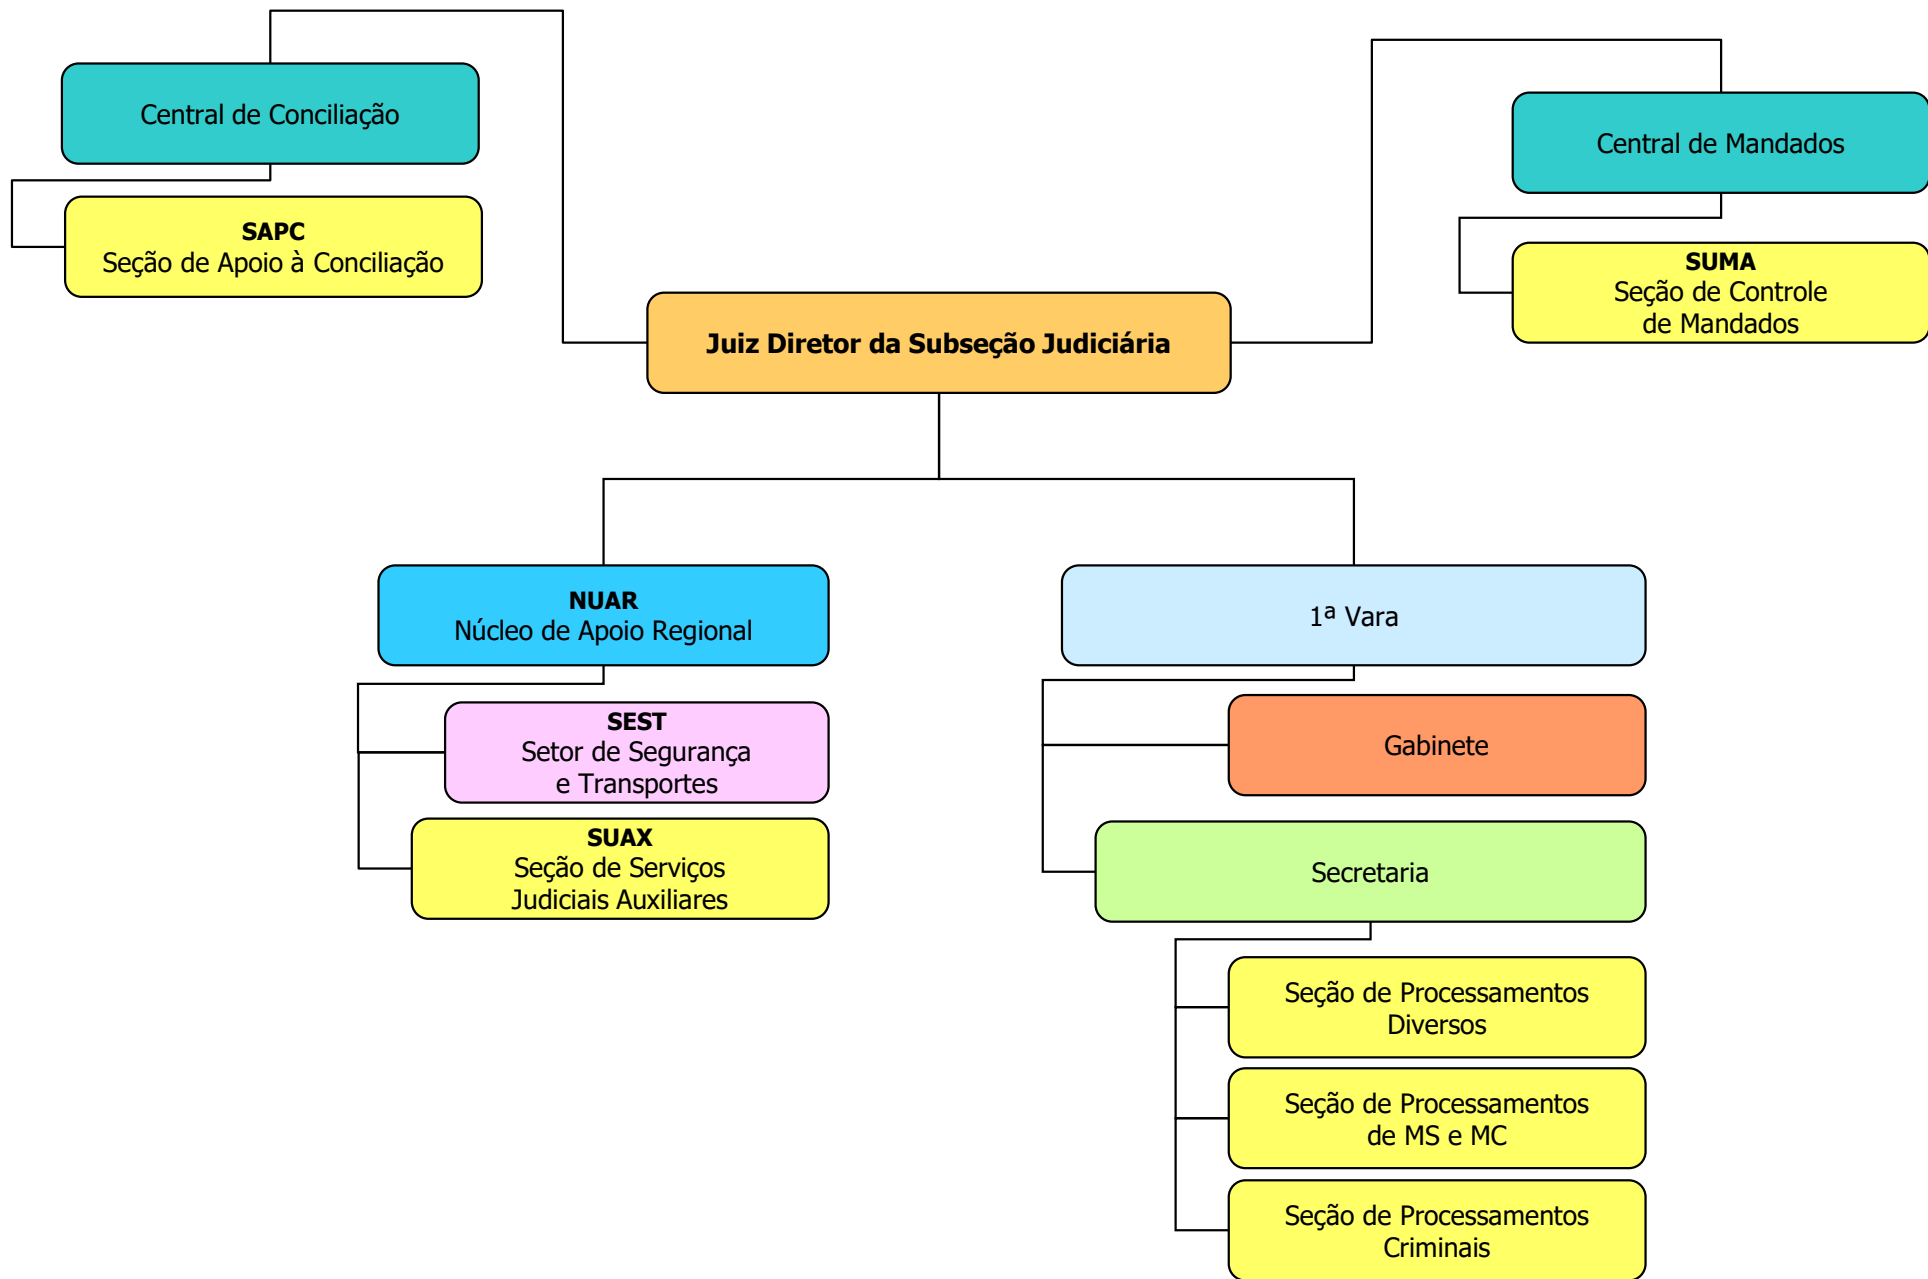 Central de Conciliação
SAPC
Seção de Apoio à Conciliação
Central de Mandados
SUMA
Seção de Controle
de Mandados
Juiz Diretor da Subseção Judiciária
NUAR
Núcleo de Apoio Regional
SEST
Setor de Segurança
e Transportes
SUAX
Seção de Serviços
Judiciais Auxiliares
1ª Vara
Gabinete
Secretaria
Seção de Processamentos
Diversos
Seção de Processamentos
de MS e MC
Seção de Processamentos
Criminais